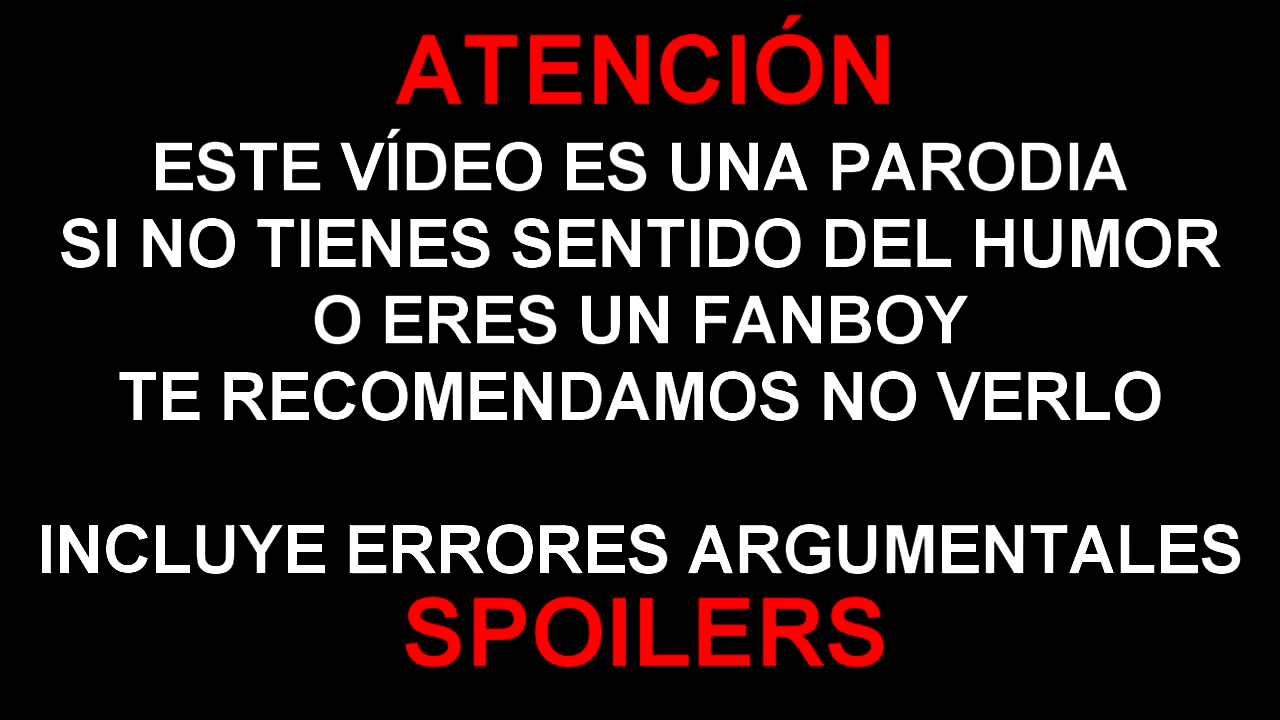 ATENCIÓN
ESTE VÍDEO ES UNA PARODIA
SI NO TIENES SENTIDO DEL HUMOR
O ERES UN FANBOY
TE RECOMENDAMOS NO VERLO
INCLUYE ERRORES ARGUMENTALES
SPOILERS